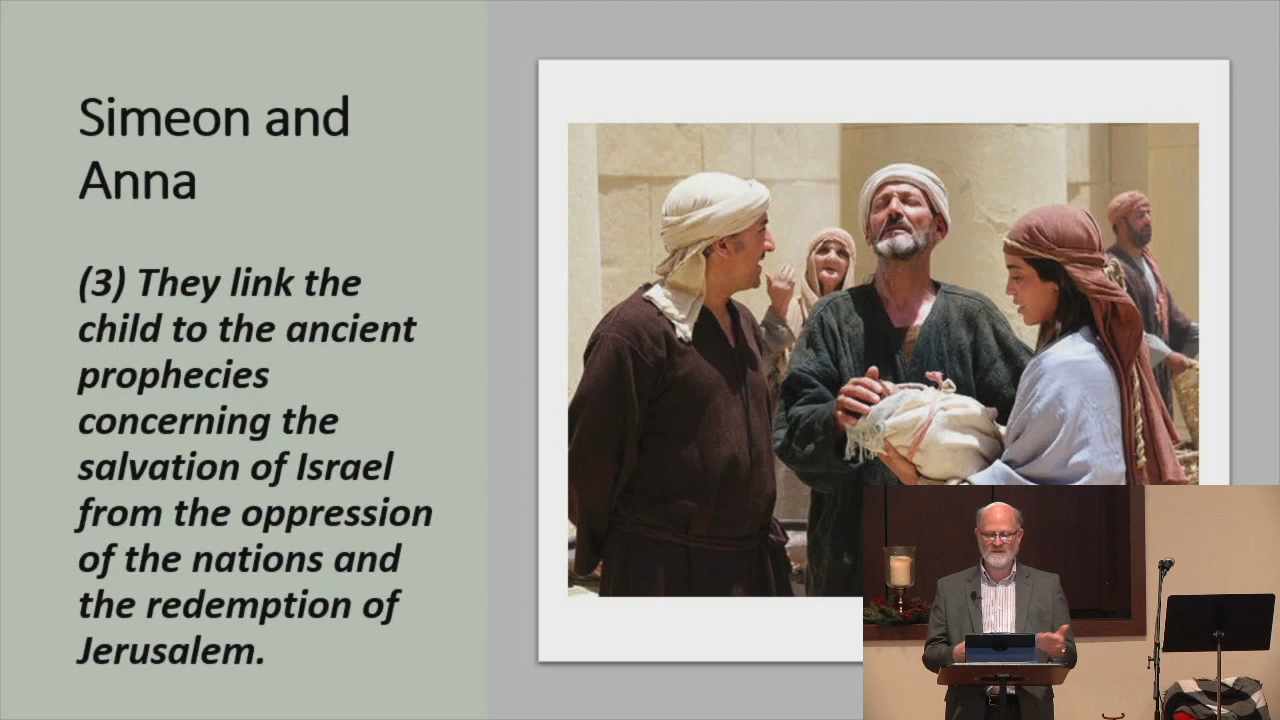 Simeon and
Anna
(3) They link the
child to the ancient
prophecies
concerning the
salvation of Israel
from the oppression
of the nations and
the redemption of
Jerusalem.